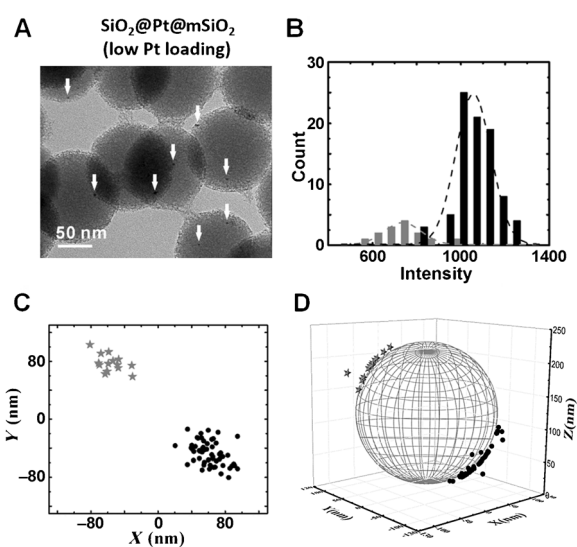 A
SiO₂@Pt@mSiO₂
(low Pt loading)
50 nm
B
30
20
10
0
Count
600
1000
1400
Intensity
C
80
0
−80
Y (nm)
−80
0
80
X (nm)
D
250
200
150
100
50
Z(nm)
Y(nm)
X(nm)